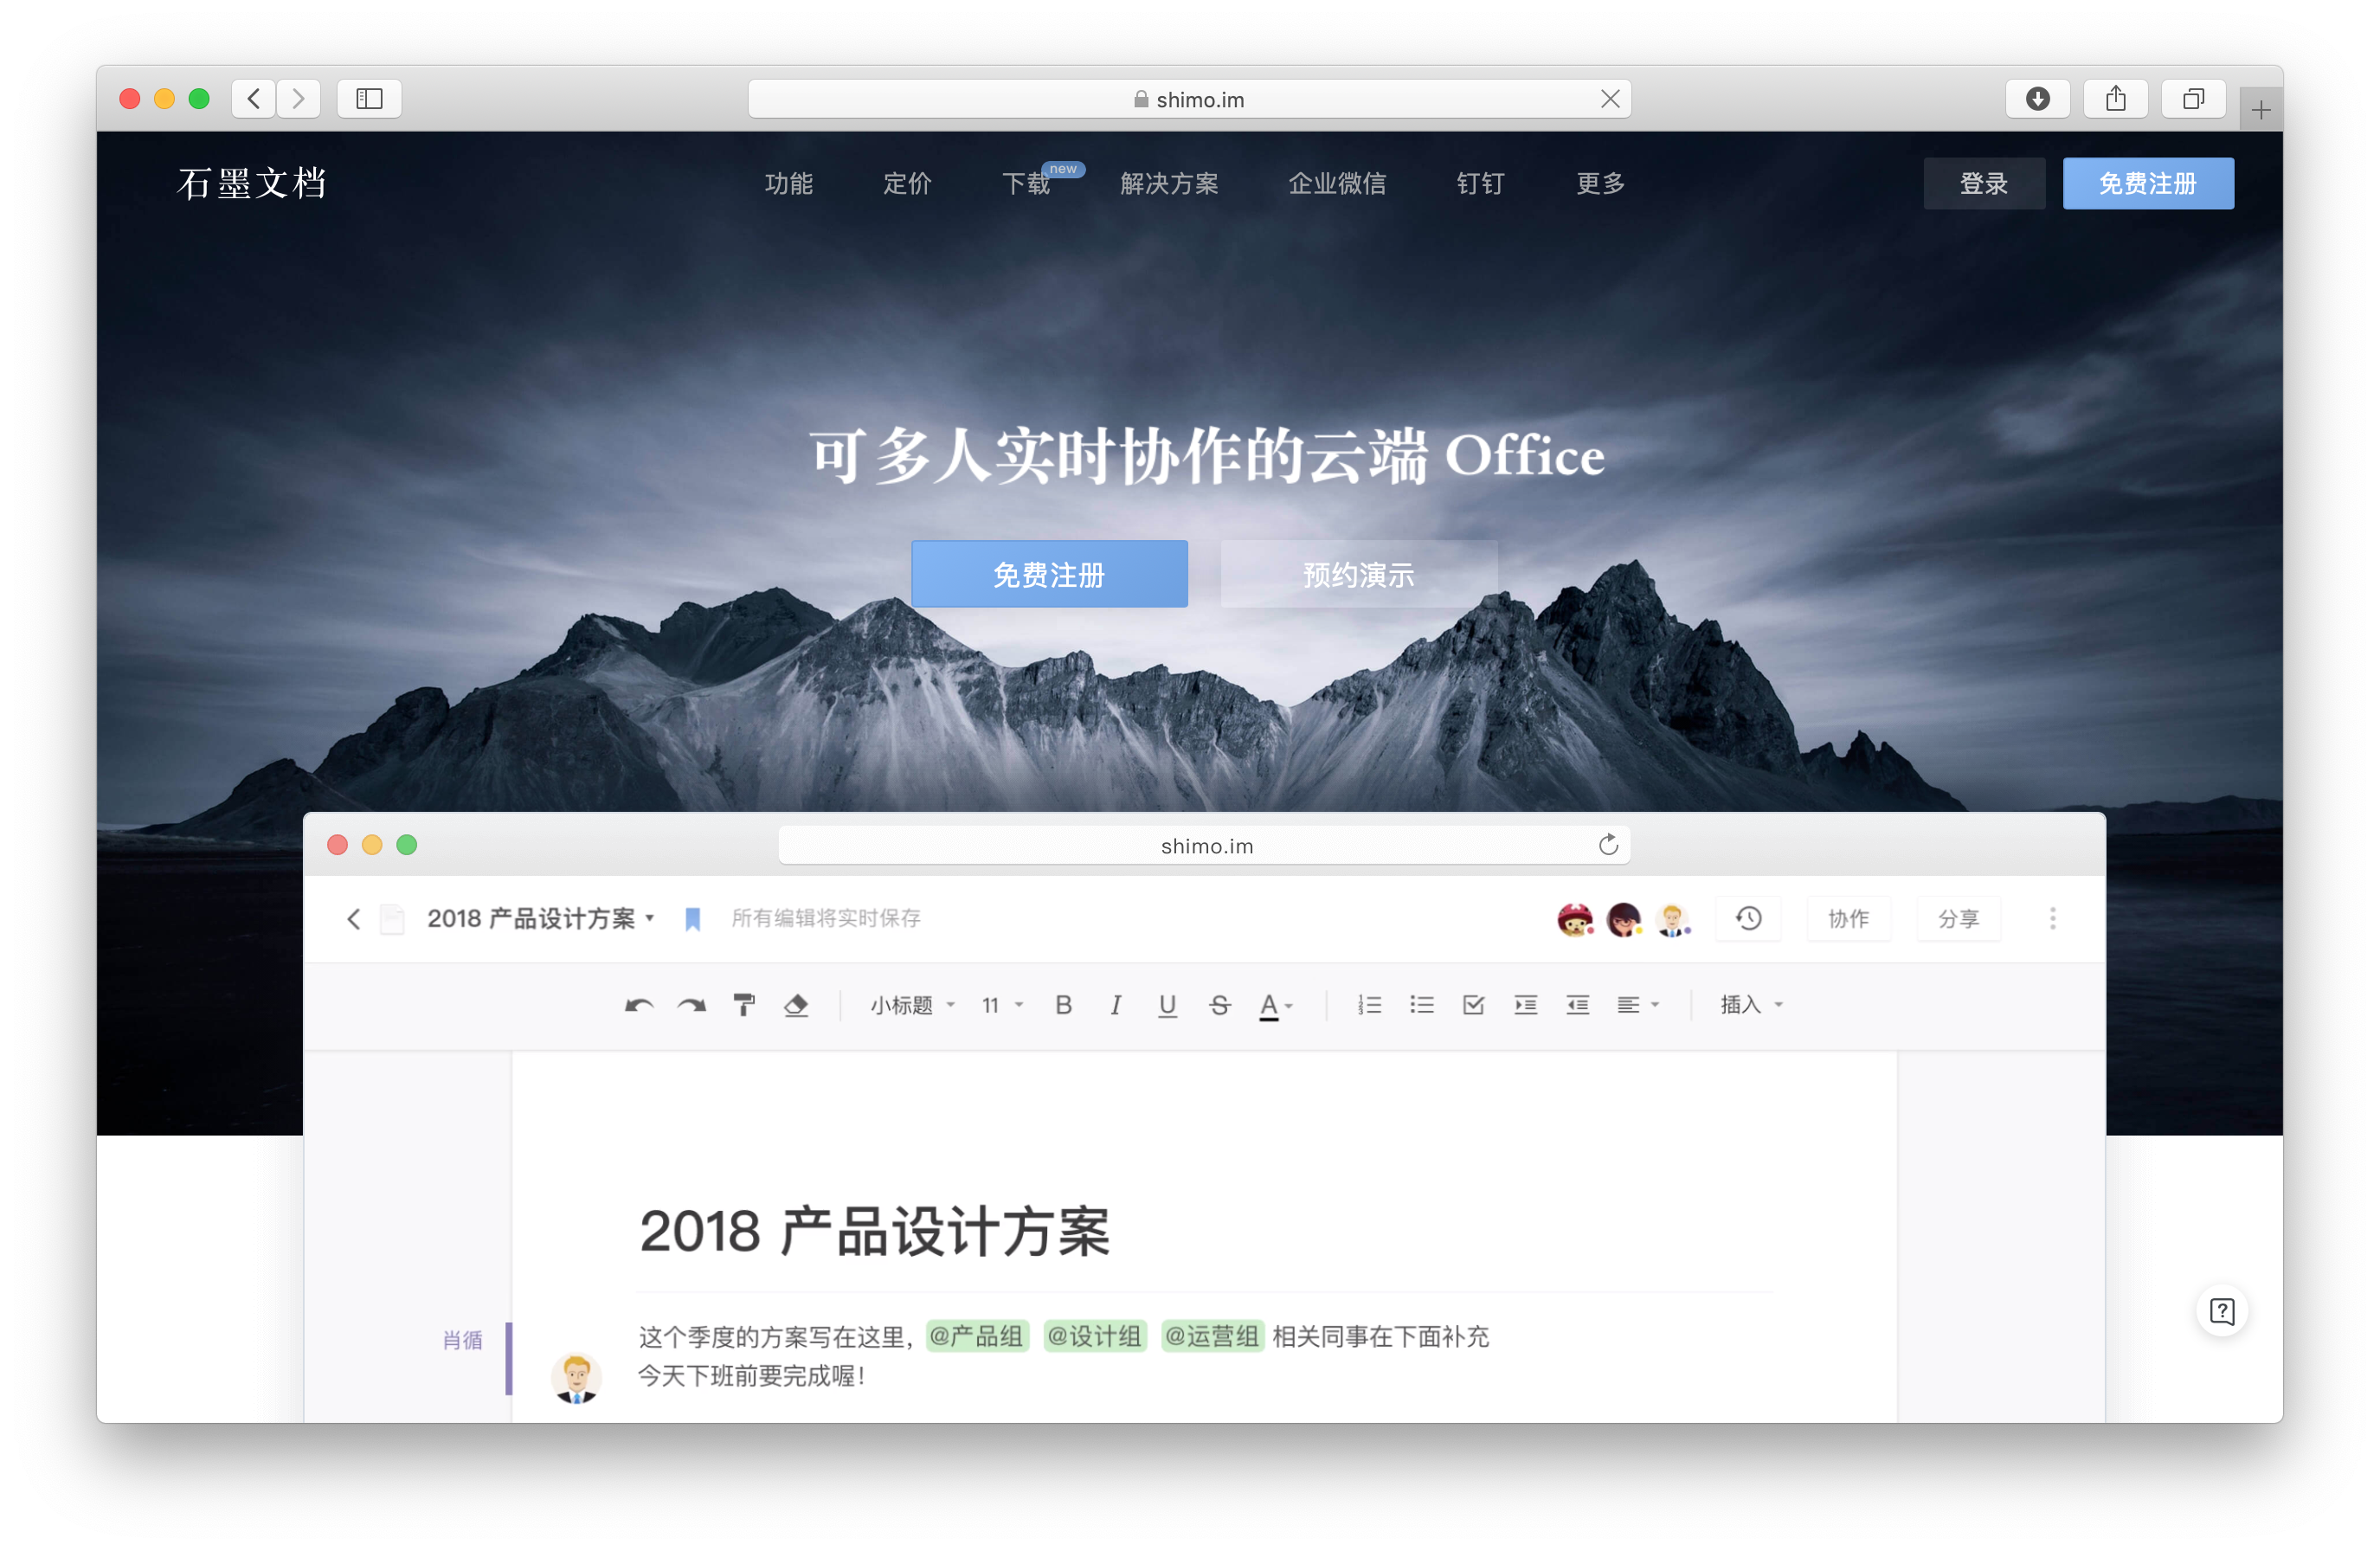 shimo.im
石墨文档
功能 定价 下载 new 解决方案 企业微信 钉钉 更多
登录 免费注册
可多人实时协作的云端 Office
免费注册 预约演示
shimo.im
2018 产品设计方案 所有编辑将实时保存
协作 分享
小标题 11 B I U S A 插入
2018 产品设计方案
肖循
这个季度的方案写在这里，@产品组 @设计组 @运营组 相关同事在下面补充
今天下班前要完成喔！